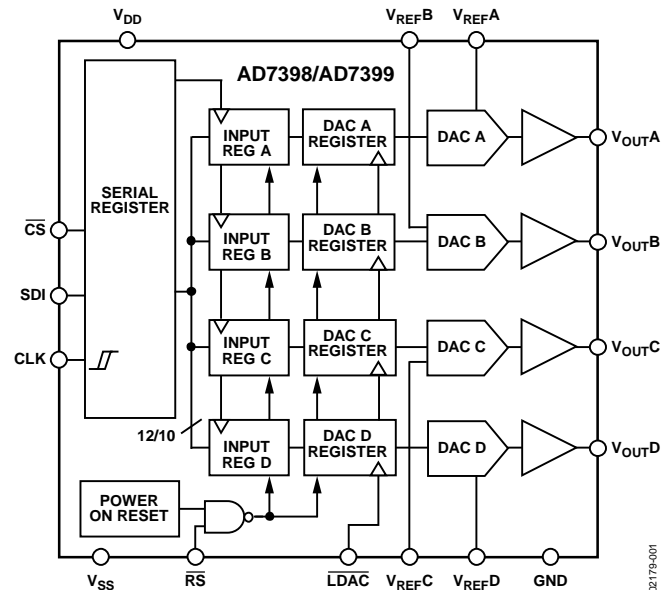 VDD
VREFB
VREFA
AD7398/AD7399
SERIAL
REGISTER
INPUT
REG A
DAC A
REGISTER
DAC A
VOUTA
INPUT
REG B
DAC B
REGISTER
DAC B
VOUTB
CS
SDI
CLK
INPUT
REG C
DAC C
REGISTER
DAC C
VOUTC
12/10
INPUT
REG D
DAC D
REGISTER
DAC D
VOUTD
POWER
ON RESET
VSS
RS
LDAC
VREFC
VREFD
GND
02179-001